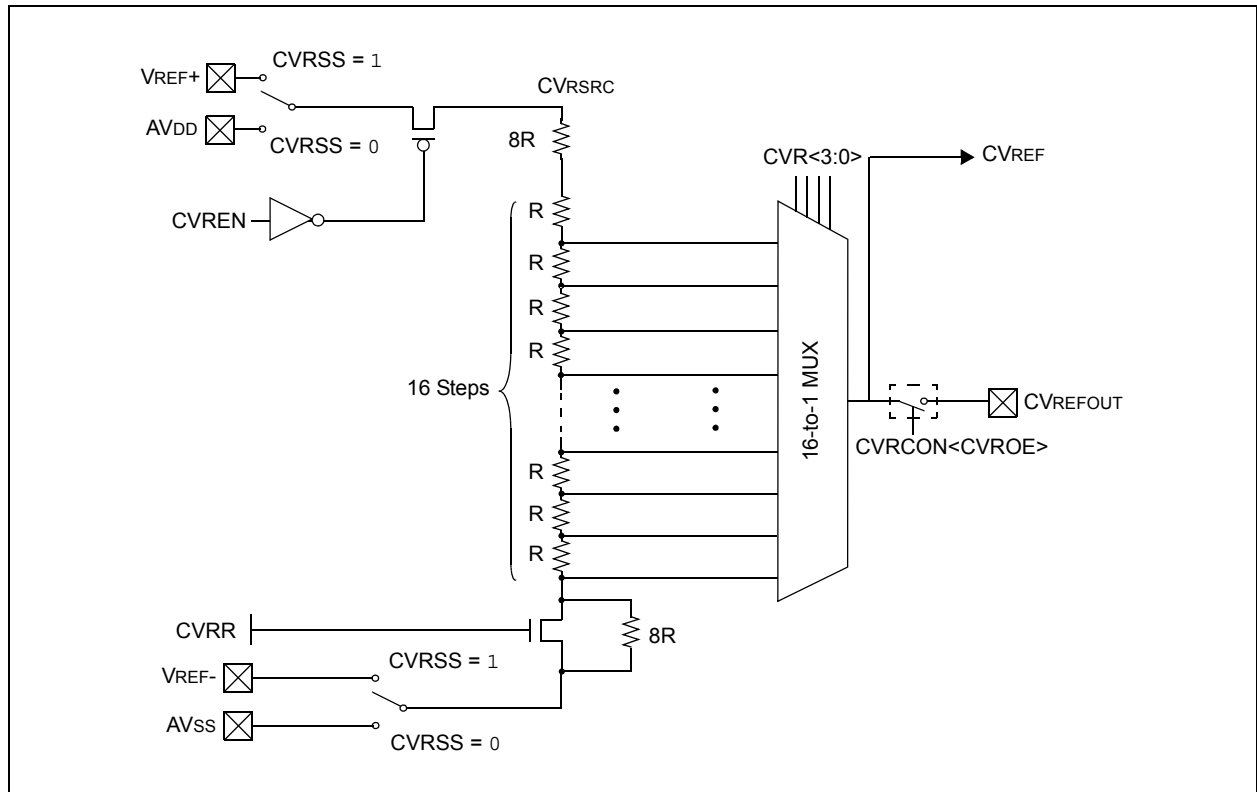 CVRSS = 1
VREF+
CVRSRC
AVDD
8R
CVRSS = 0
CVR<3:0>
CVREF
CVREN
R
R
R
R
16 Steps
16-to-1 MUX
CVREFOUT
CVRCON<CVROE>
R
R
R
CVRR
8R
CVRSS = 1
VREF-
AVSS
CVRSS = 0